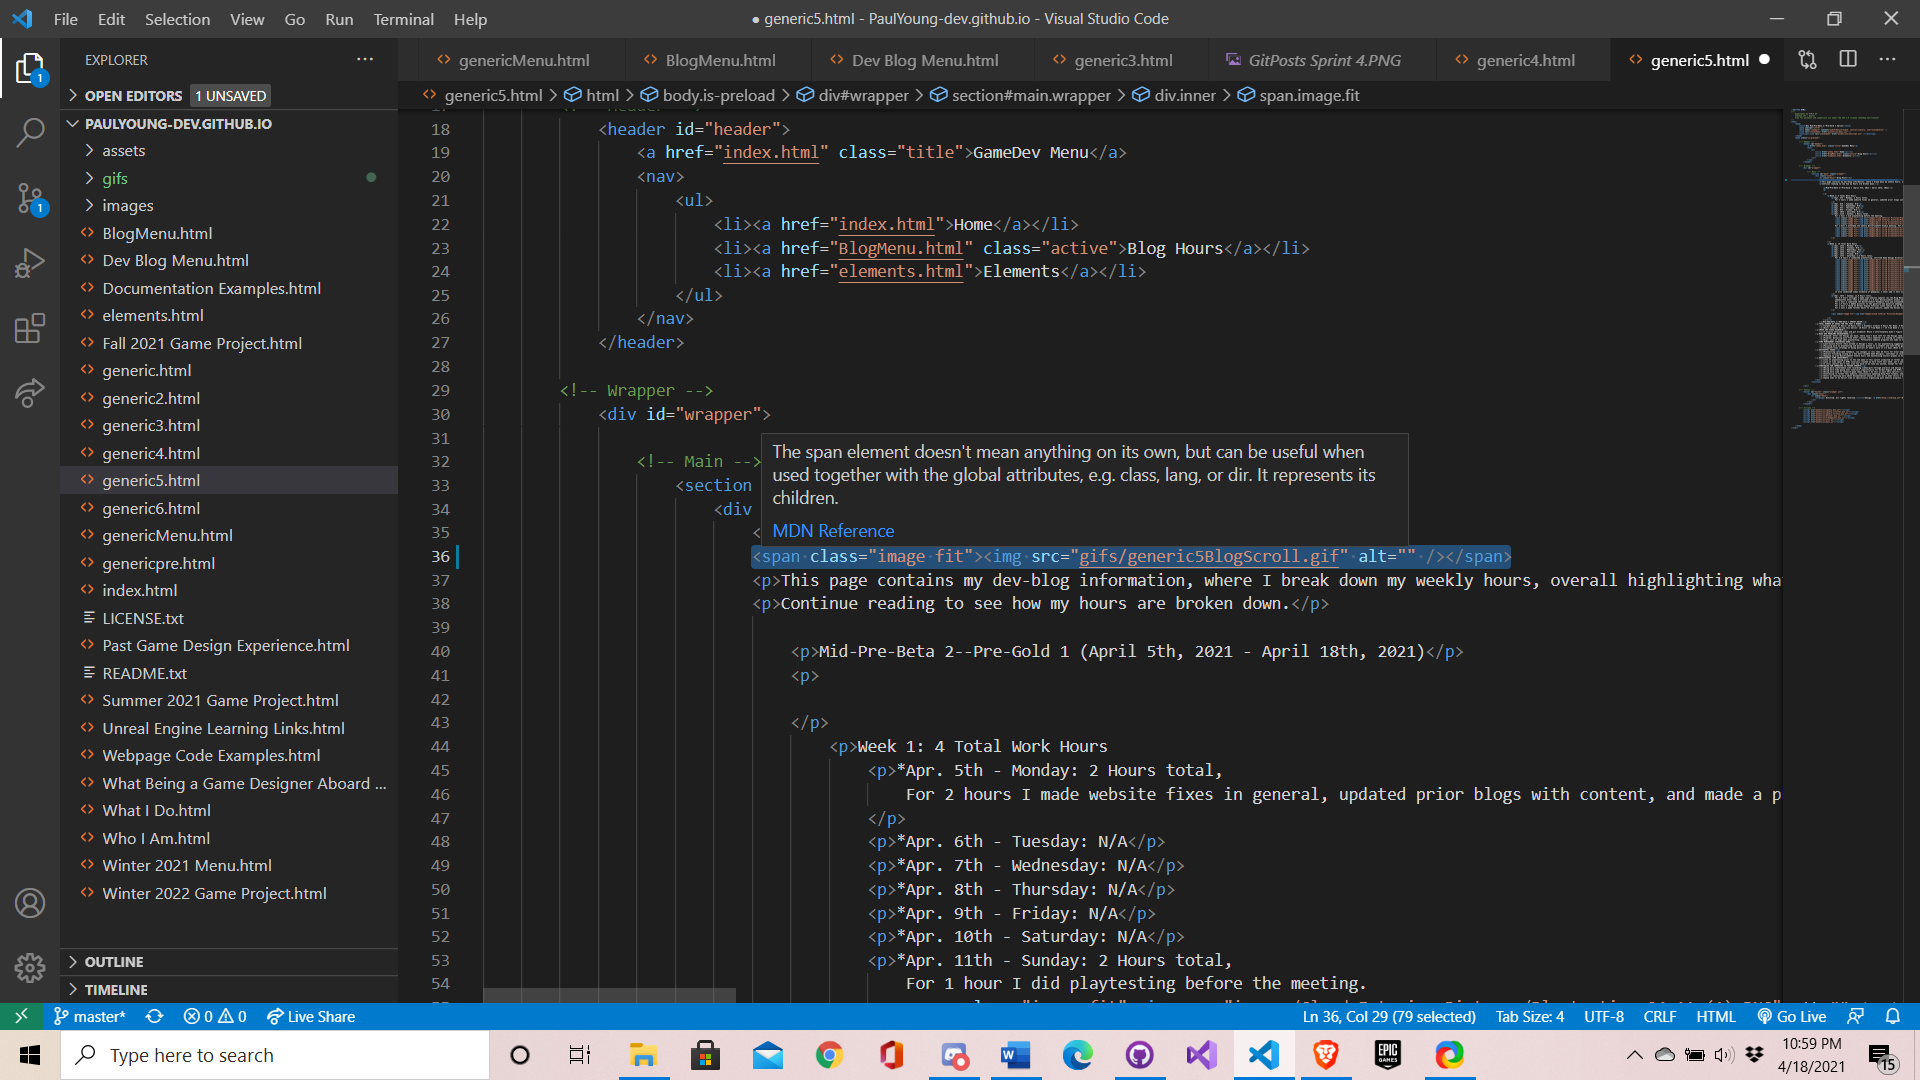 File Edit Selection View Go Run Terminal Help
● generic5.html - PaulYoung-dev.github.io - Visual Studio Code
EXPLORER
genericMenu.html
BlogMenu.html
Dev Blog Menu.html
generic3.html
GitPosts Sprint 4.PNG
generic4.html
generic5.html
OPEN EDITORS 1 UNSAVED
generic5.html > html > body.is-preload > div#wrapper > section#main.wrapper > div.inner > span.image.fit
PAULYOUNG-DEV.GITHUB.IO
assets
gifs
images
BlogMenu.html
Dev Blog Menu.html
Documentation Examples.html
elements.html
Fall 2021 Game Project.html
generic.html
generic2.html
generic3.html
generic4.html
generic5.html
generic6.html
genericMenu.html
genericpre.html
index.html
LICENSE.txt
Past Game Design Experience.html
README.txt
Summer 2021 Game Project.html
Unreal Engine Learning Links.html
Webpage Code Examples.html
What Being a Game Designer Aboard ...
What I Do.html
Who I Am.html
Winter 2021 Menu.html
Winter 2022 Game Project.html
OUTLINE
TIMELINE
18 <header id="header">
19 <a href="index.html" class="title">GameDev Menu</a>
20 <nav>
21 <ul>
22 <li><a href="index.html">Home</a></li>
23 <li><a href="BlogMenu.html" class="active">Blog Hours</a></li>
24 <li><a href="elements.html">Elements</a></li>
25 </ul>
26 </nav>
27 </header>
28
29 <!-- Wrapper -->
30 <div id="wrapper">
31
32 <!-- Main -->
33 <section
34 <div
35 <
The span element doesn't mean anything on its own, but can be useful when
used together with the global attributes, e.g. class, lang, or dir. It represents its
children.
MDN Reference
36 <span class="image fit"><img src="gifs/generic5BlogScroll.gif" alt="" /></span>
37 <p>This page contains my dev-blog information, where I break down my weekly hours, overall highlighting wha
38 <p>Continue reading to see how my hours are broken down.</p>
39
40 <p>Mid-Pre-Beta 2--Pre-Gold 1 (April 5th, 2021 - April 18th, 2021)</p>
41 <p>
42
43 </p>
44 <p>Week 1: 4 Total Work Hours
45 <p>*Apr. 5th - Monday: 2 Hours total,
46 For 2 hours I made website fixes in general, updated prior blogs with content, and made a p
47 </p>
48 <p>*Apr. 6th - Tuesday: N/A</p>
49 <p>*Apr. 7th - Wednesday: N/A</p>
50 <p>*Apr. 8th - Thursday: N/A</p>
51 <p>*Apr. 9th - Friday: N/A</p>
52 <p>*Apr. 10th - Saturday: N/A</p>
53 <p>*Apr. 11th - Sunday: 2 Hours total,
54 For 1 hour I did playtesting before the meeting.
master* 0 0 Live Share
Ln 36, Col 29 (79 selected) Tab Size: 4 UTF-8 CRLF HTML Go Live
Type here to search
EPIC GAMES
10:59 PM
4/18/2021
15